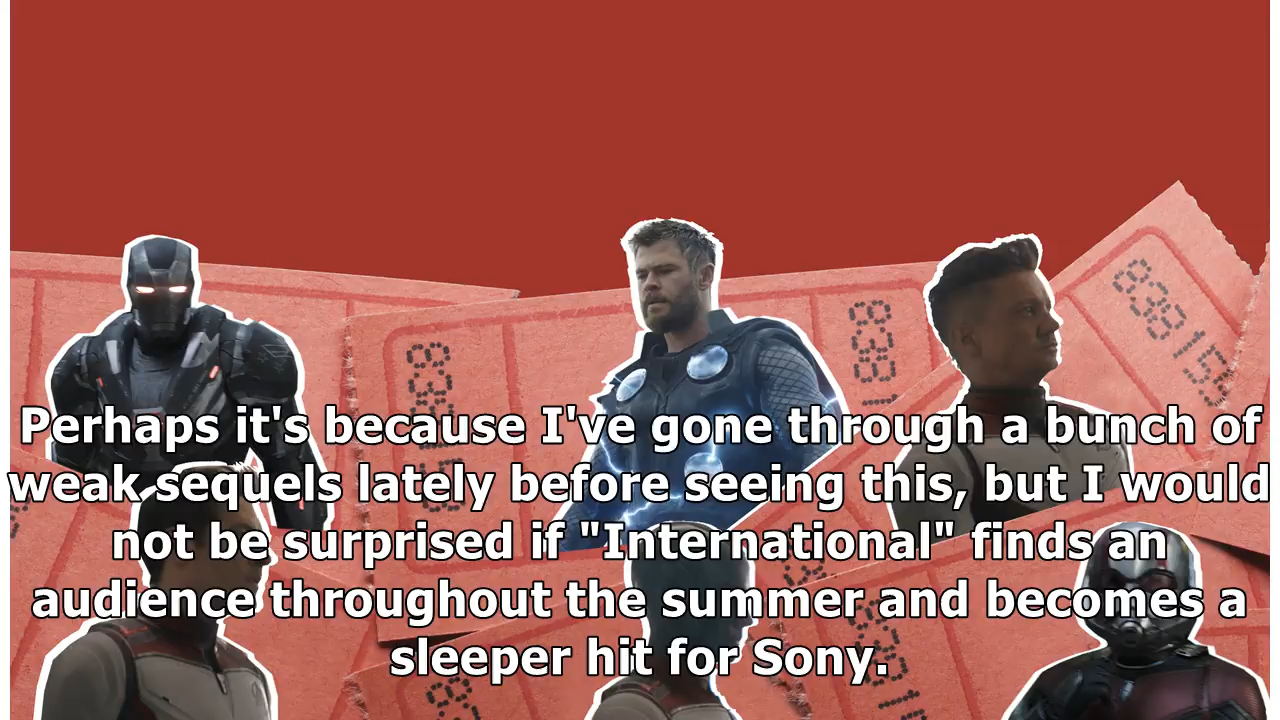 Perhaps it's because I've gone through a bunch of
weak sequels lately before seeing this, but I would
not be surprised if "International" finds an
audience throughout the summer and becomes a
sleeper hit for Sony.